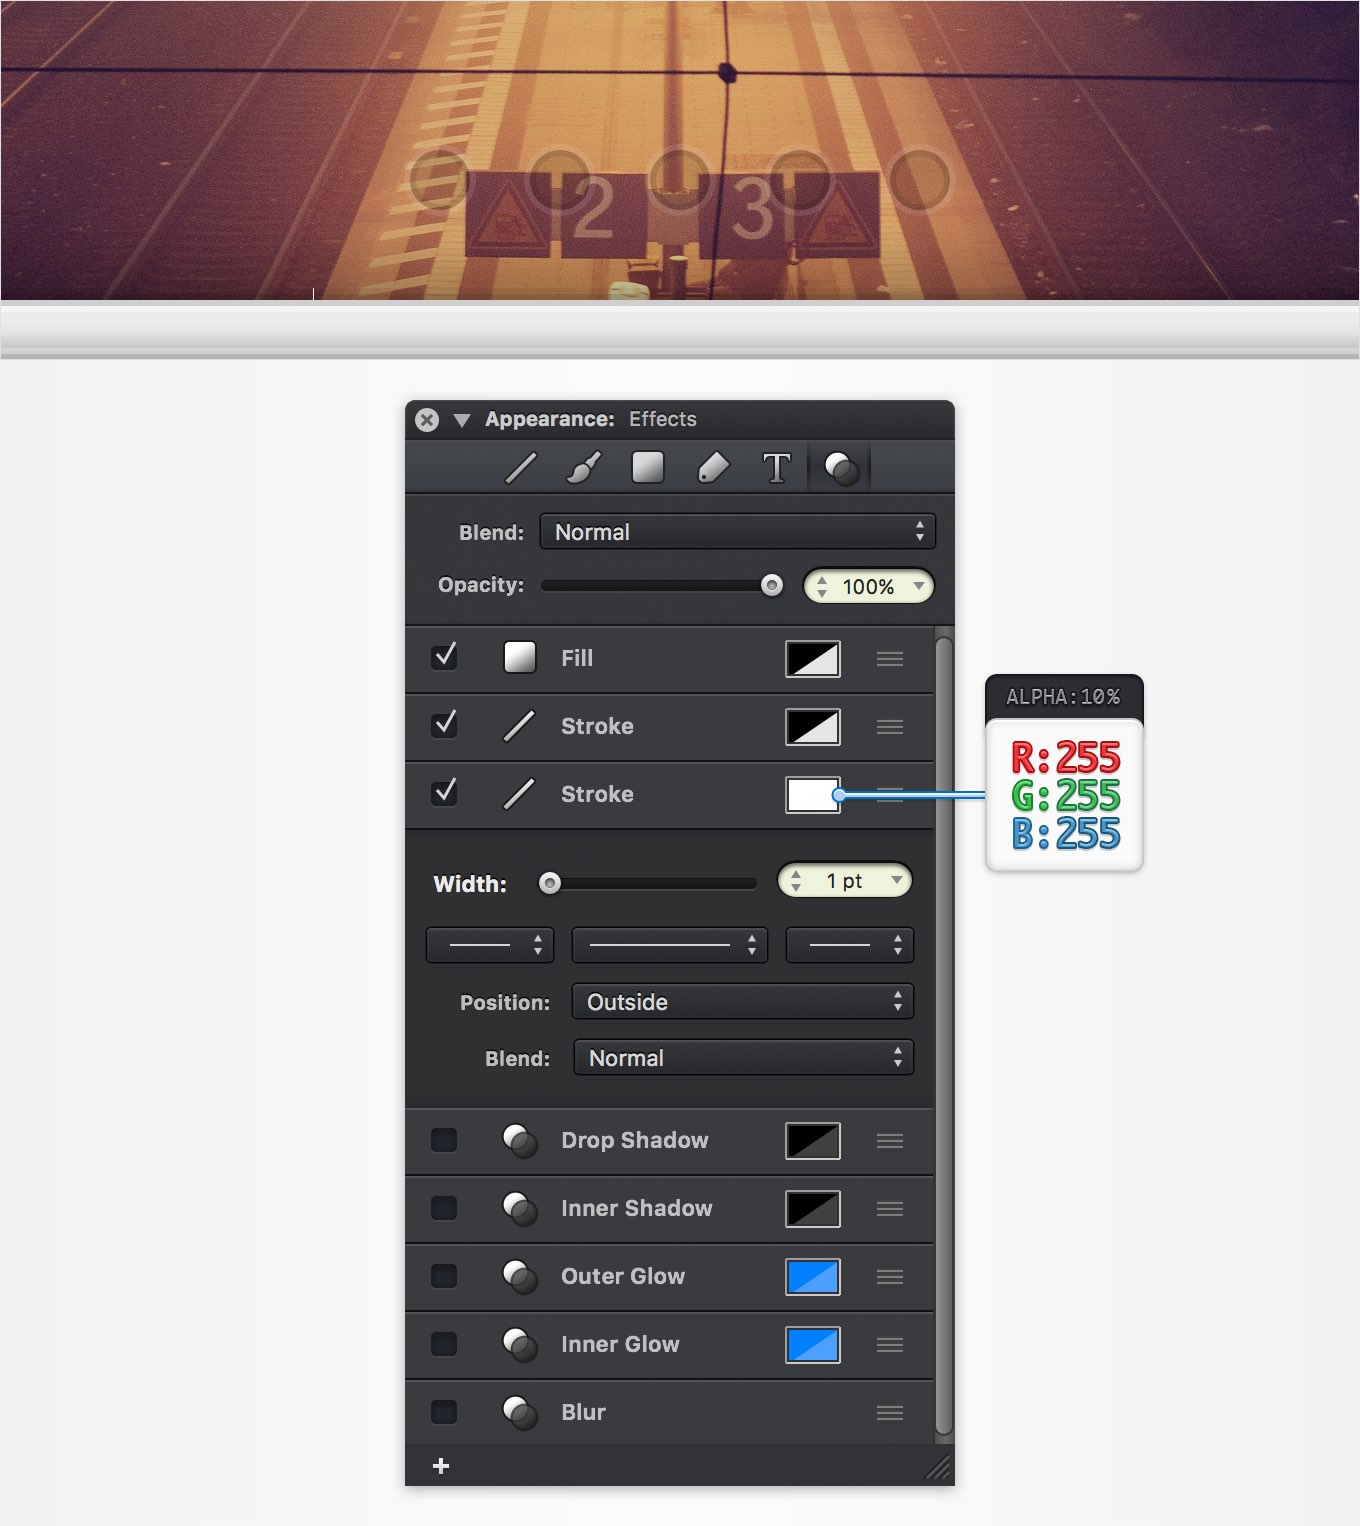 2 3
Appearance: Effects
T
Blend: Normal
Opacity: 100%
Fill
Stroke
Stroke
ALPHA:10%
R:255
G:255
B:255
Width: 1 pt
Position: Outside
Blend: Normal
Drop Shadow
Inner Shadow
Outer Glow
Inner Glow
Blur
+